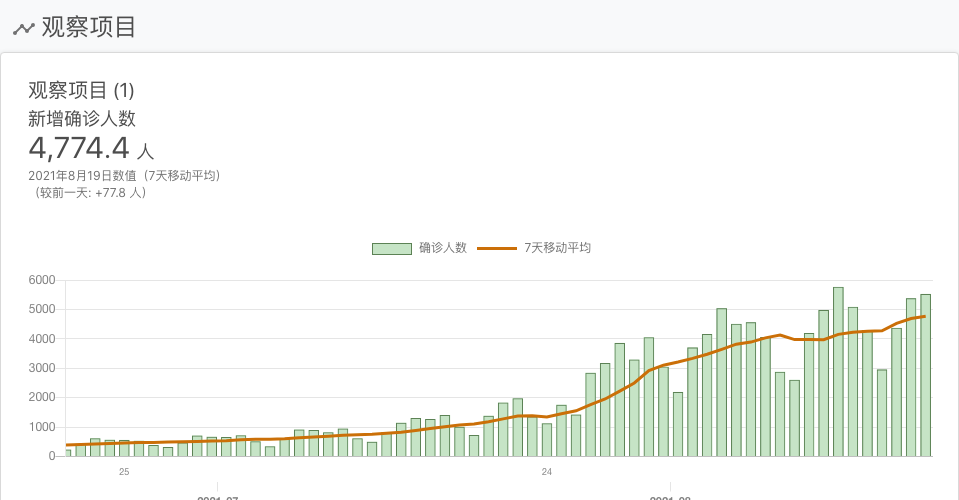 观察项目
观察项目 (1)
新增确诊人数
4,774.4 人
2021年8月19日数值（7天移动平均）
（较前一天: +77.8 人）
确诊人数 7天移动平均
6000
5000
4000
3000
2000
1000
0
25 24